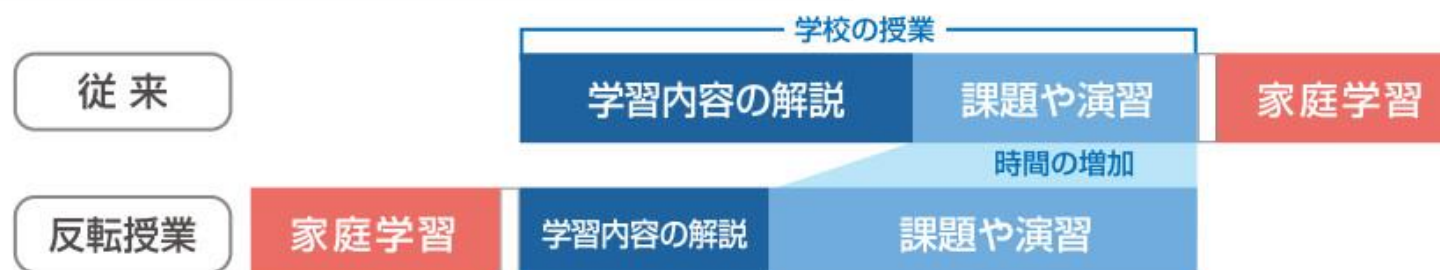 学校の授業
従来
学習内容の解説
課題や演習
家庭学習
時間の増加
反転授業
家庭学習
学習内容の解説
課題や演習